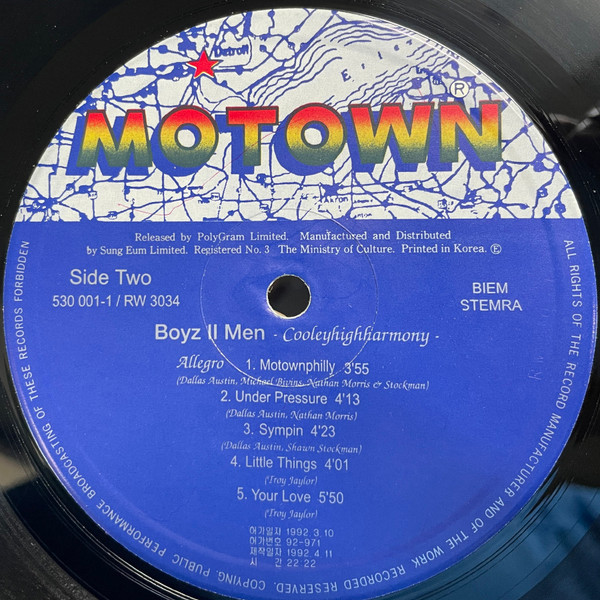 Detroit
Erie
MOTOWN®
Akron
Released by PolyGram Limited. Manufactured and Distributed
by Sung Eum Limited. Registered No. 3 The Ministry of Culture. Printed in Korea. Ⓔ
Side Two
530 001-1 / RW 3034
BIEM
STEMRA
Boyz II Men - Cooleyhighharmony -
Allegro 1. Motownphilly 3'55
(Dallas Austin, Michael Bivins, Nathan Morris & Stockman)
2. Under Pressure 4'13
(Dallas Austin, Nathan Morris)
3. Sympin 4'23
(Dallas Austin, Shawn Stockman)
4. Little Things 4'01
(Troy Jaylor)
5. Your Love 5'50
(Troy Jaylor)
허가일자 1992.3.10
허가번호 92-971
제작일자 1992.4.11
시 간 22:22
ALL RIGHTS OF THE RECORD MANUFACTURER AND OF THE WORK RECORDED RESERVED. COPYING, PUBLIC PERFORMANCE BROADCASTING OF THESE RECORDS FORBIDDEN